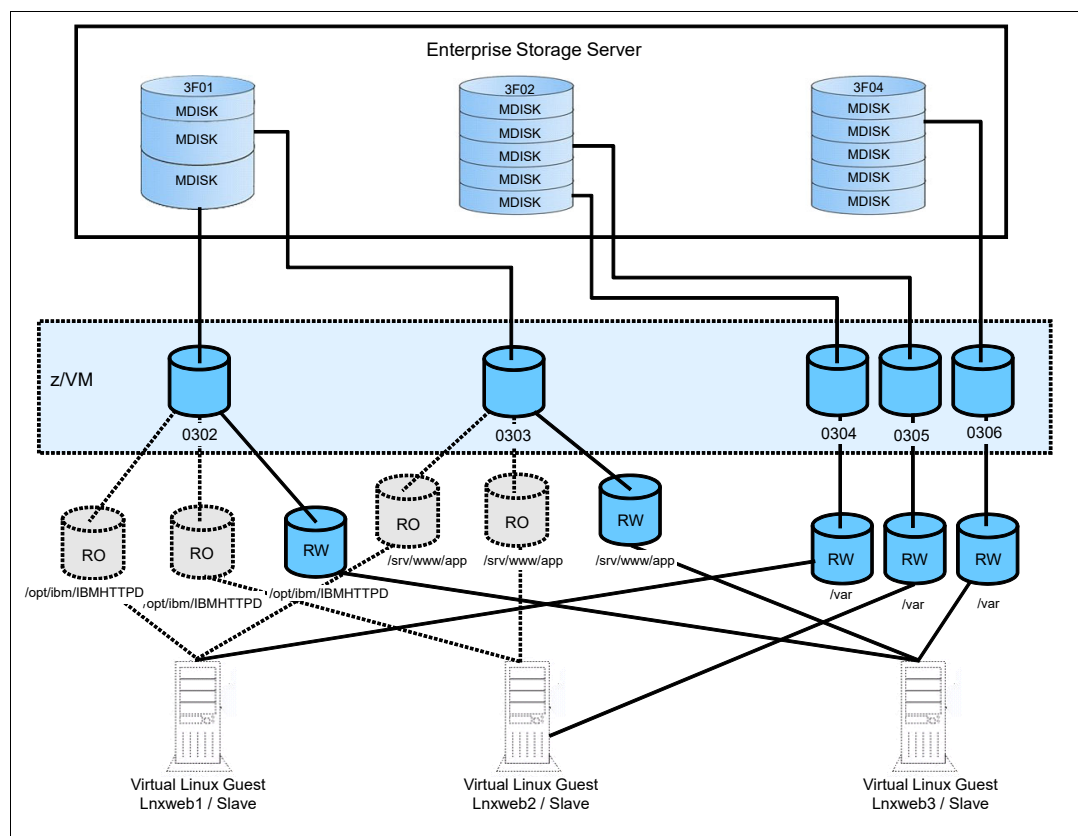 Enterprise Storage Server
3F01
MDISK
MDISK
MDISK
3F02
MDISK
MDISK
MDISK
MDISK
MDISK
3F04
MDISK
MDISK
MDISK
MDISK
MDISK
z/VM
0302
0303
0304
0305
0306
RO
RO
RW
RO
RO
RW
RW
RW
RW
/opt/ibm/IBMHTTPD
/opt/ibm/IBMHTTPD
/opt/ibm/IBMHTTPD
/srv/www/app
/srv/www/app
/srv/www/app
/var
/var
/var
Virtual Linux Guest
Lnxweb1 / Slave
Virtual Linux Guest
Lnxweb2 / Slave
Virtual Linux Guest
Lnxweb3 / Slave